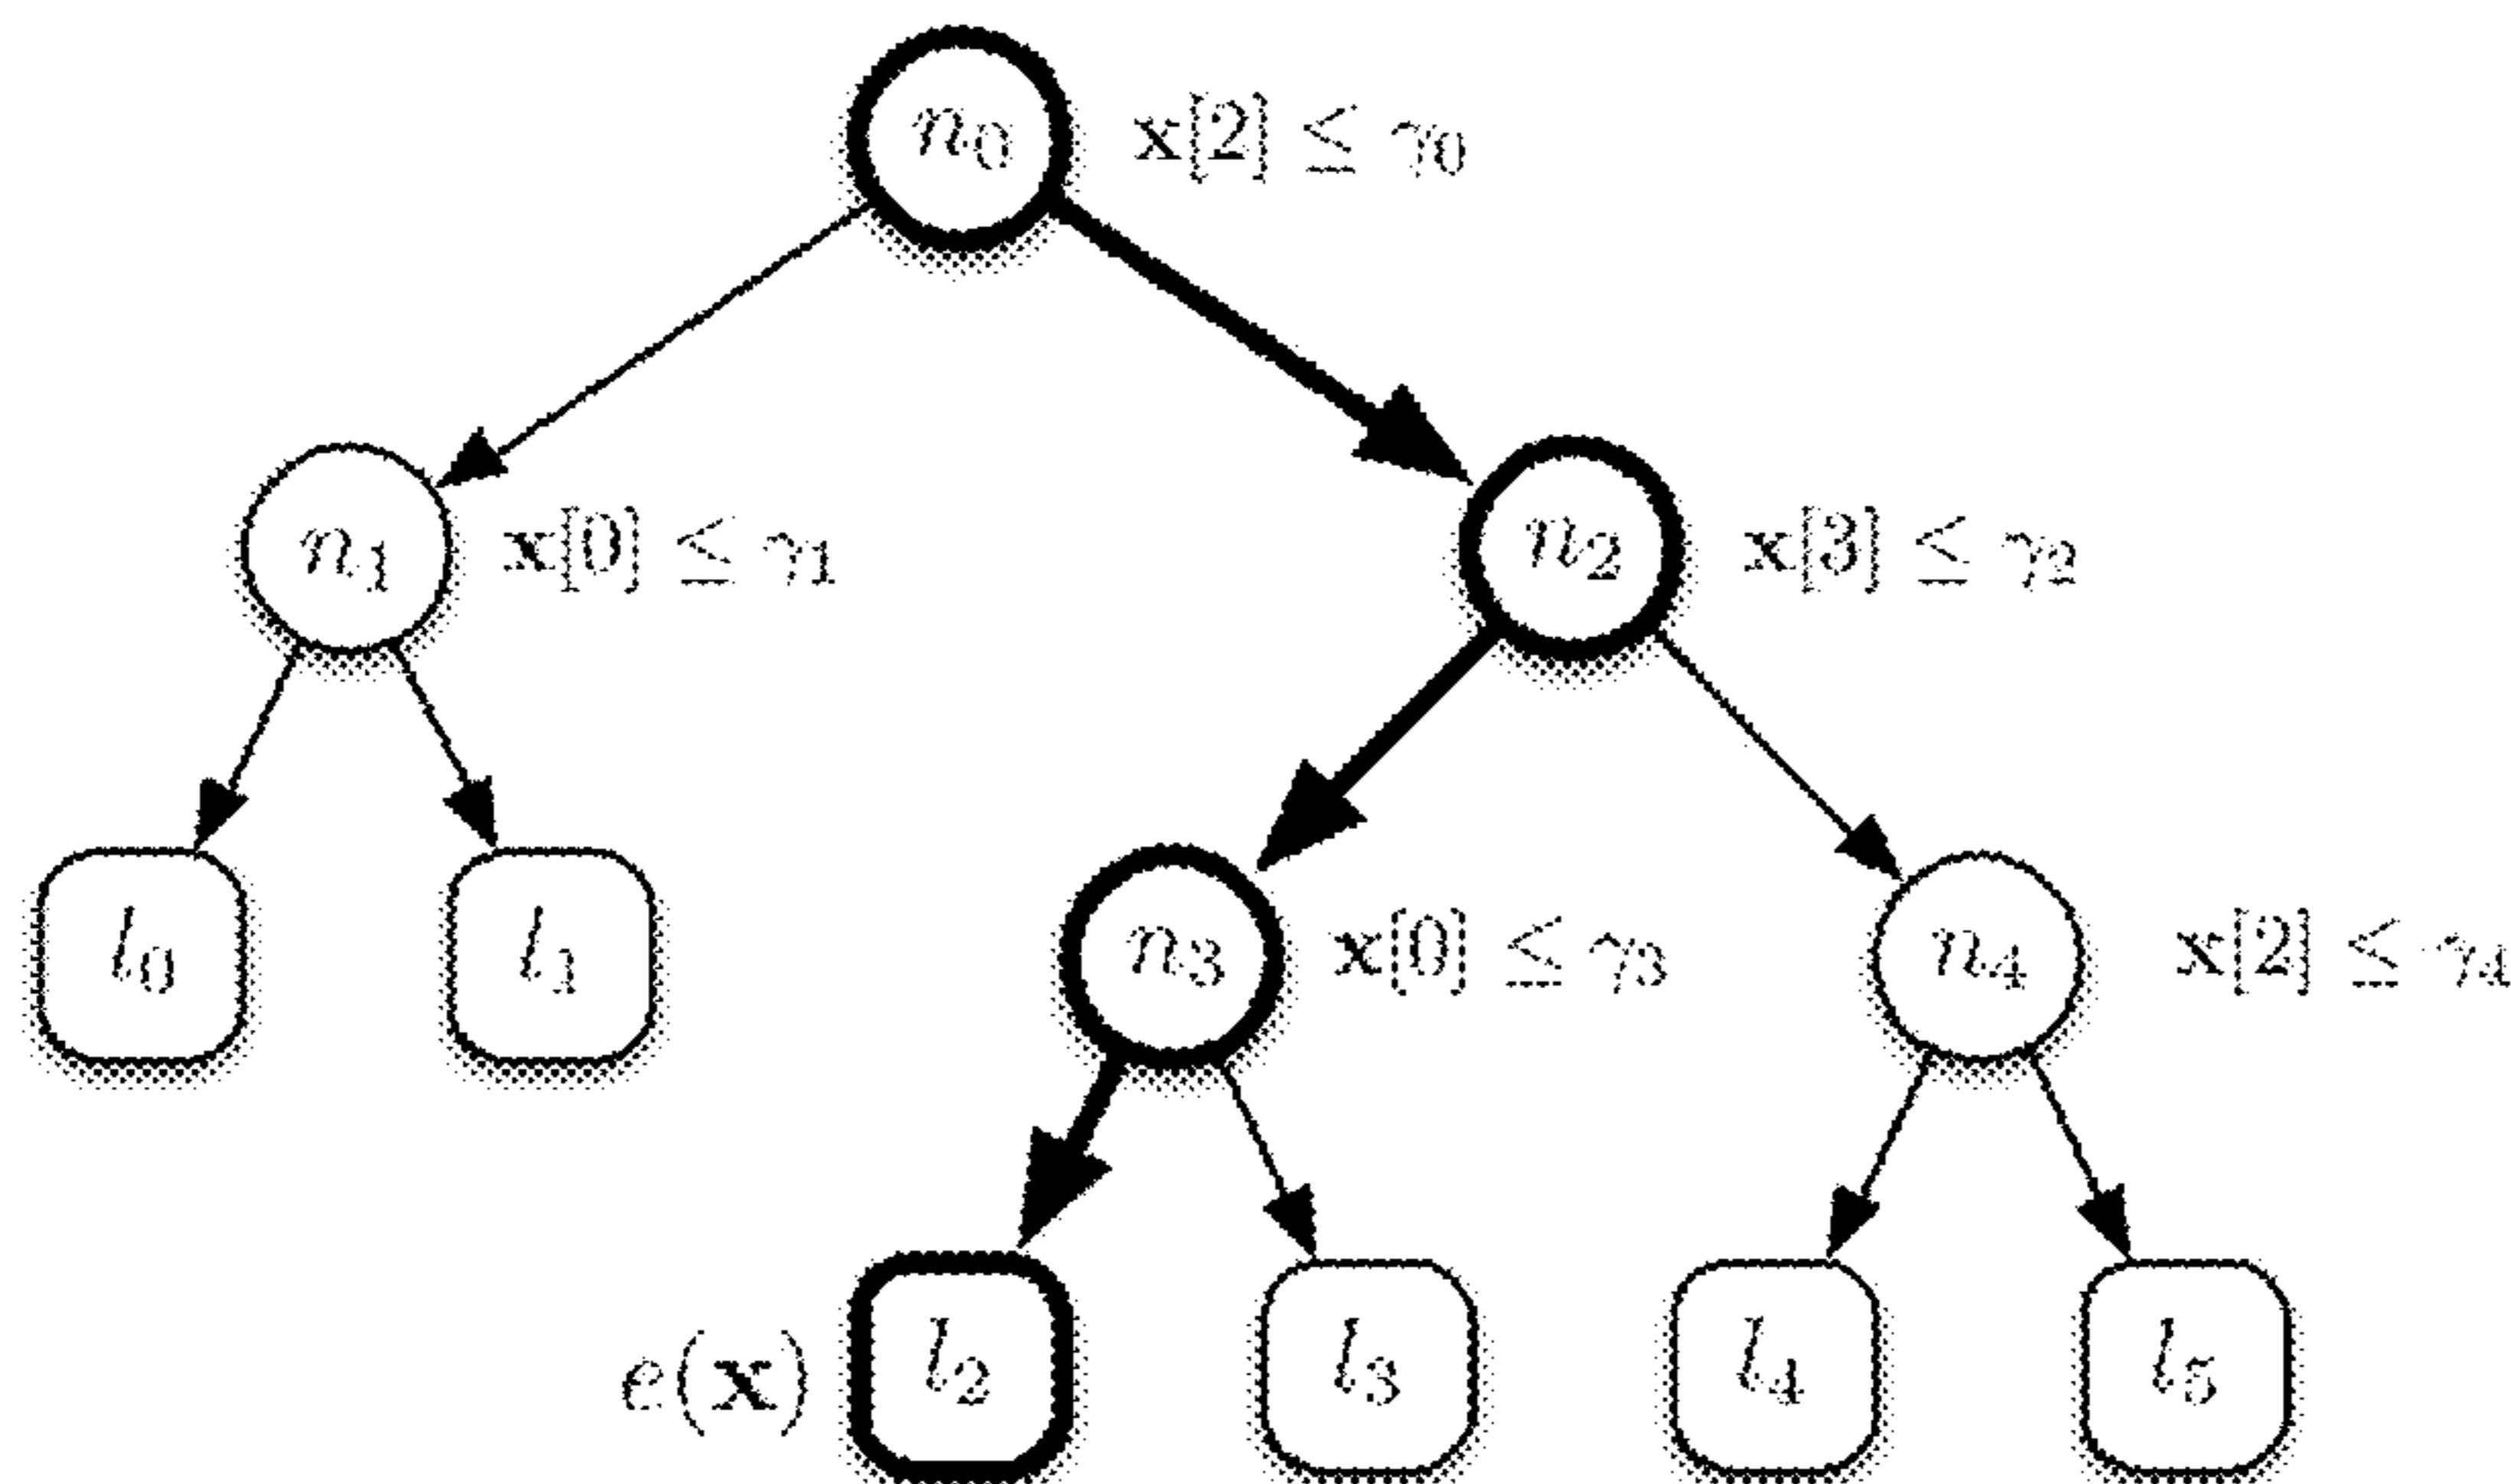 n₀ x[2] ≤ γ₀
n₁ x[0] ≤ γ₁ n₂ x[3] ≤ γ₂
l₀ l₁ n₃ x[0] ≤ γ₃ n₄ x[2] ≤ γ₄
e(x) l₂ l₃ l₄ l₅